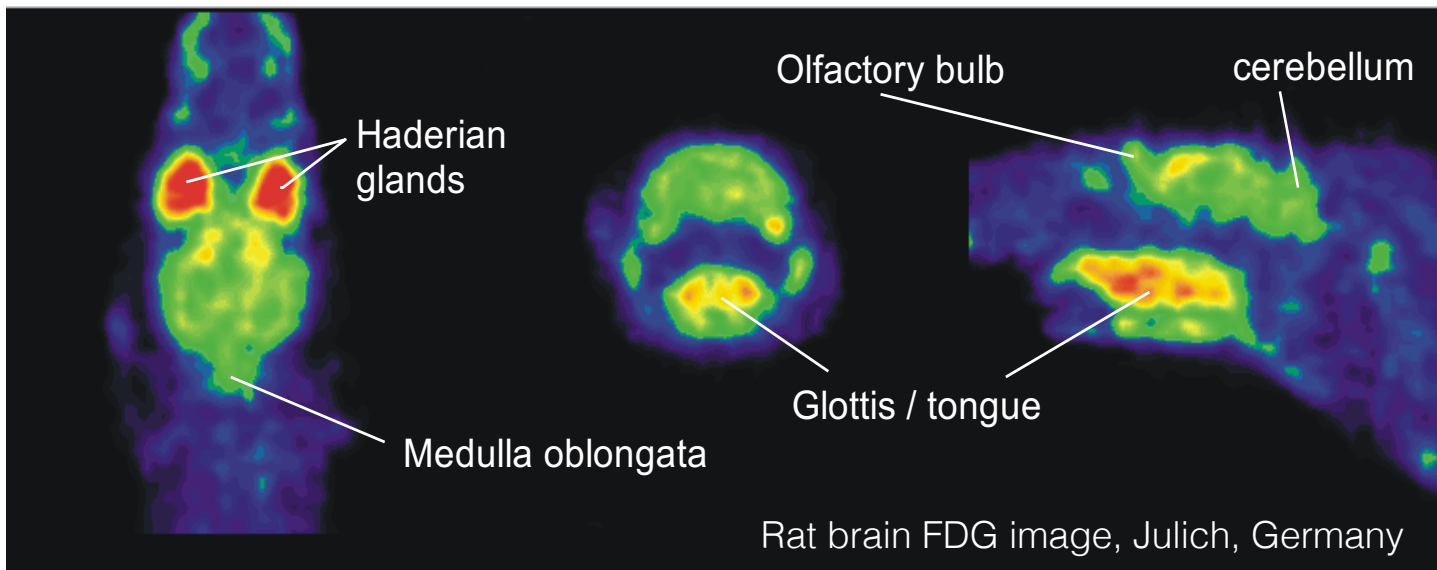 Haderian
glands
Medulla oblongata
Olfactory bulb
cerebellum
Glottis / tongue
Rat brain FDG image, Julich, Germany